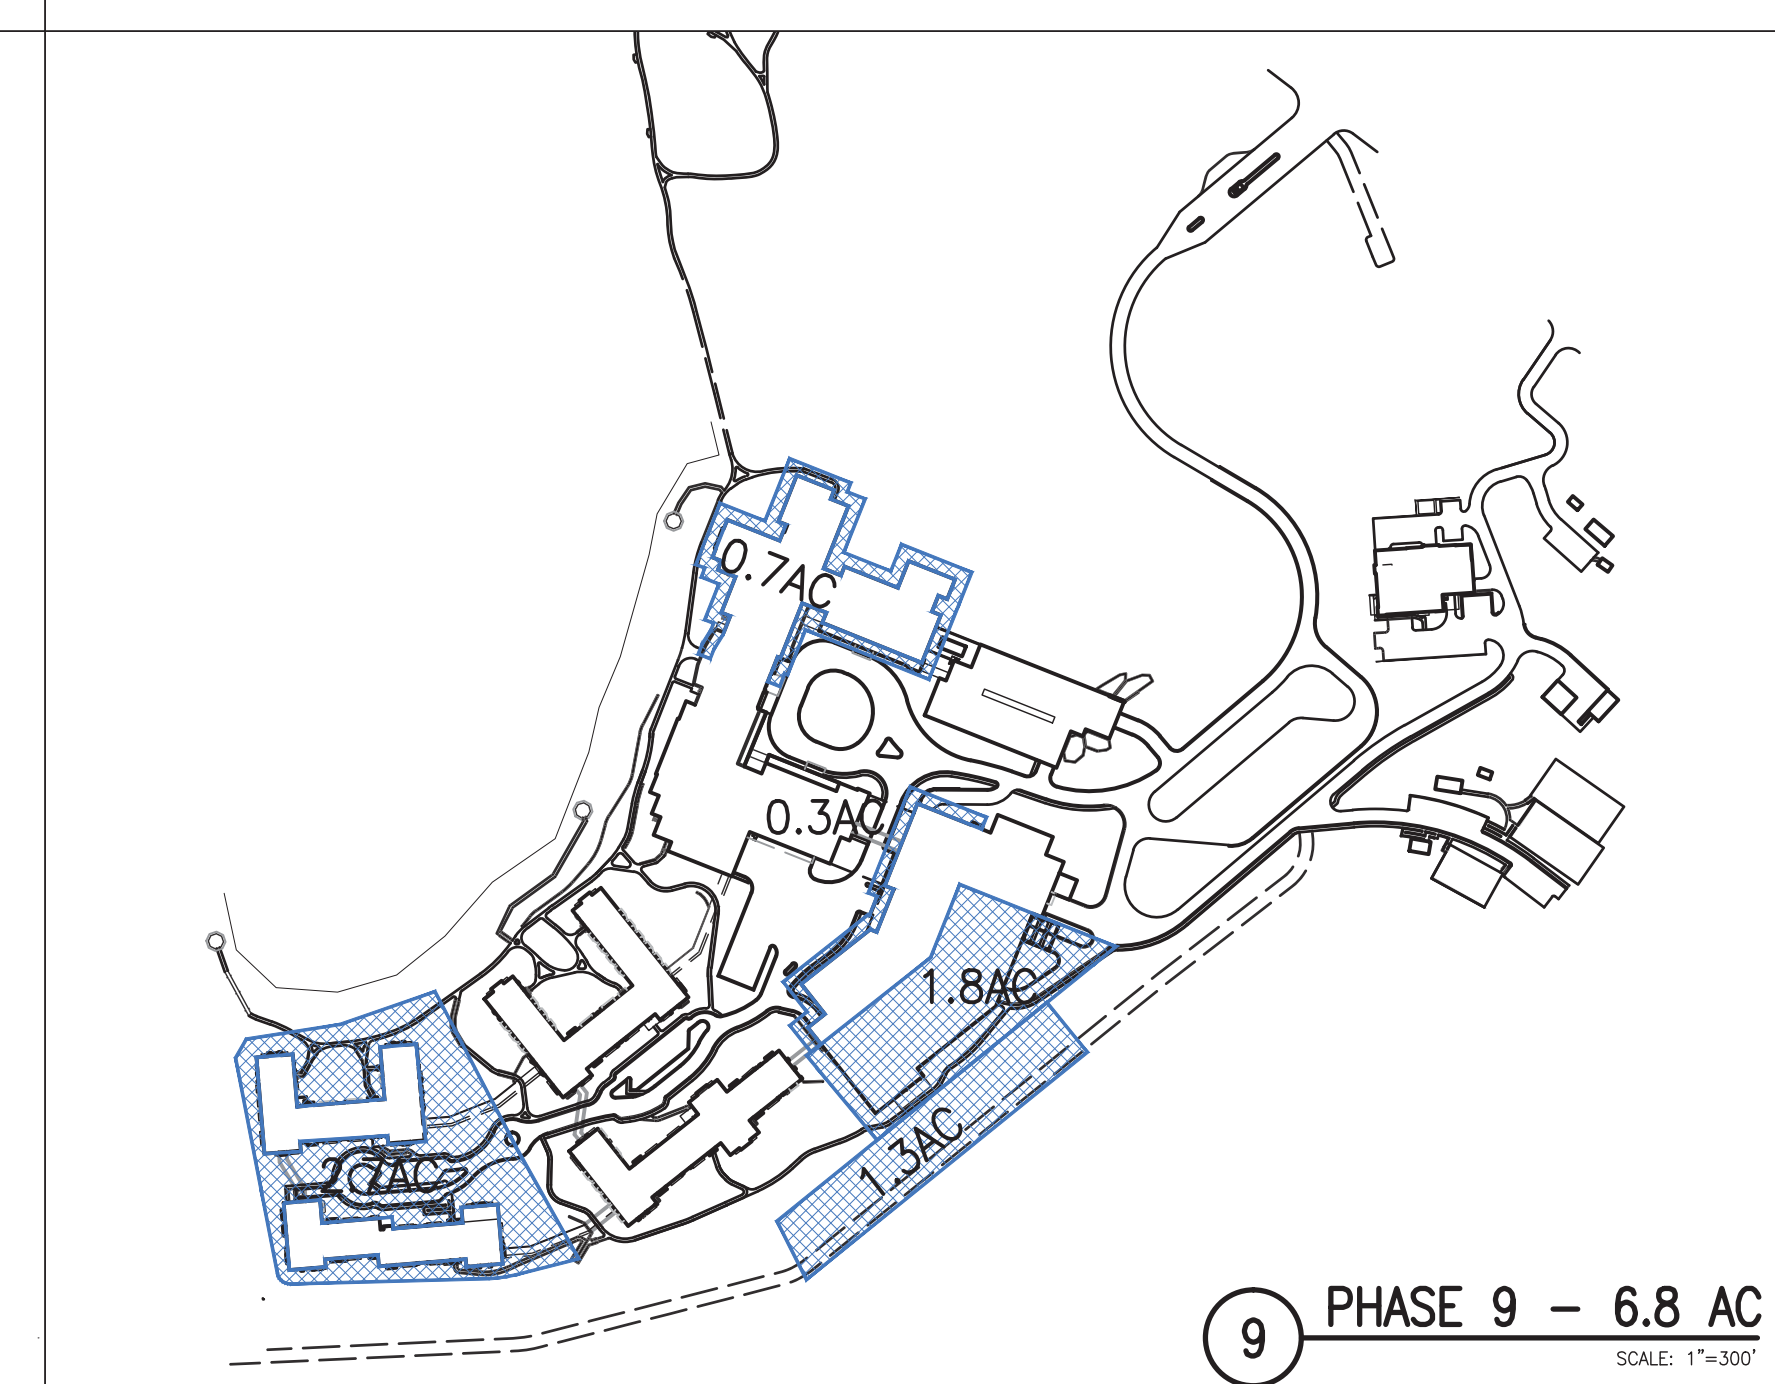 0.7AC
0.3AC
1.8AC
1.3AC
2.7AC
9
PHASE 9 - 6.8 AC
SCALE: 1"=300'